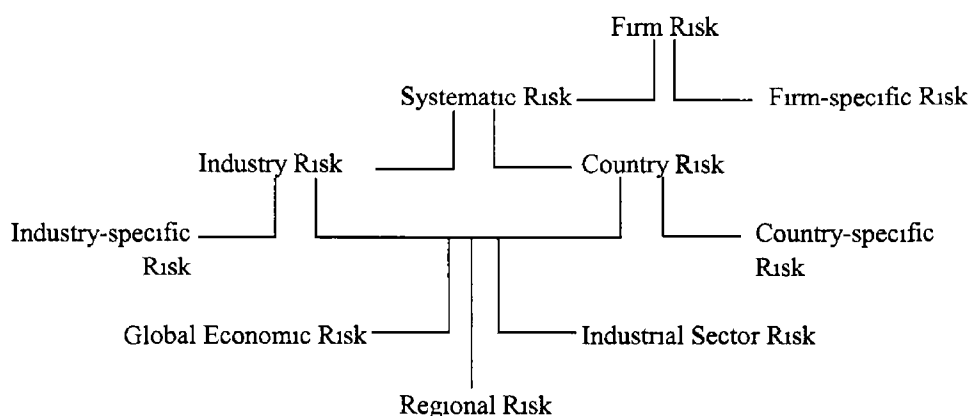 Firm Risk
Systematic Risk
Firm-specific Risk
Industry Risk
Country Risk
Industry-specific
Risk
Country-specific
Risk
Global Economic Risk
Industrial Sector Risk
Regional Risk